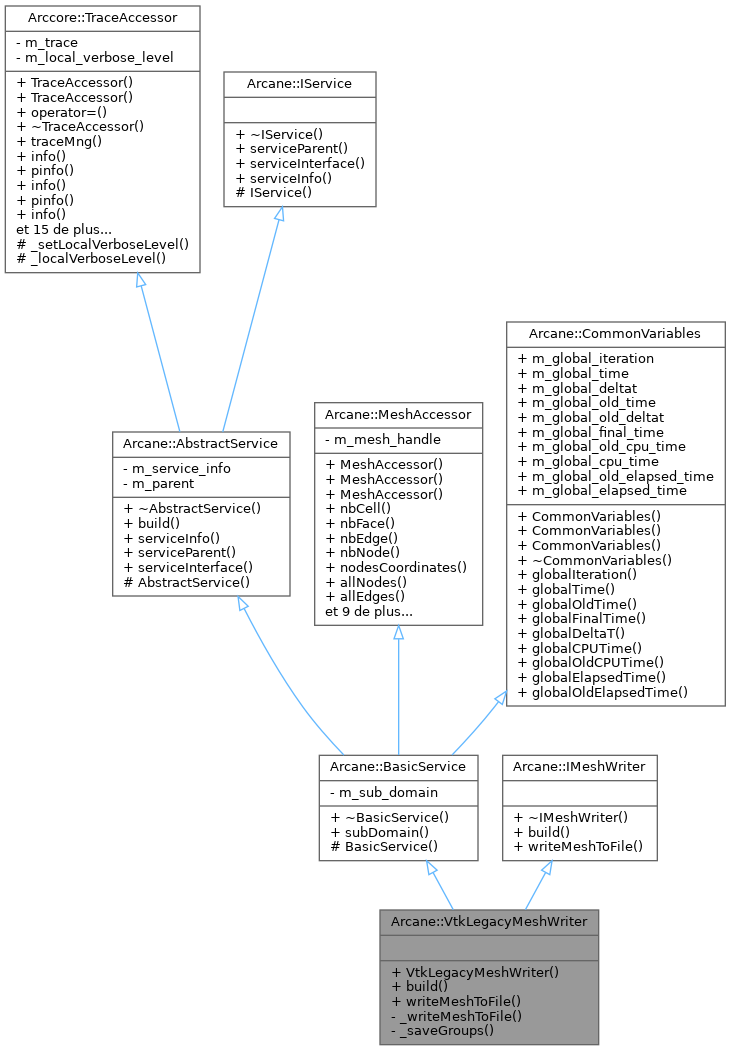 Arccore::TraceAccessor
- m_trace
- m_local_verbose_level
+ TraceAccessor()
+ TraceAccessor()
+ operator=()
+ ~TraceAccessor()
+ traceMng()
+ info()
+ pinfo()
+ info()
+ pinfo()
+ info()
et 15 de plus...
# _setLocalVerboseLevel()
# _localVerboseLevel()
Arcane::IService
+ ~IService()
+ serviceParent()
+ serviceInterface()
+ serviceInfo()
# IService()
Arcane::AbstractService
- m_service_info
- m_parent
+ ~AbstractService()
+ build()
+ serviceInfo()
+ serviceParent()
+ serviceInterface()
# AbstractService()
Arcane::MeshAccessor
- m_mesh_handle
+ MeshAccessor()
+ MeshAccessor()
+ MeshAccessor()
+ nbCell()
+ nbFace()
+ nbEdge()
+ nbNode()
+ nodesCoordinates()
+ allNodes()
+ allEdges()
et 9 de plus...
Arcane::CommonVariables
+ m_global_iteration
+ m_global_time
+ m_global_deltat
+ m_global_old_time
+ m_global_old_deltat
+ m_global_final_time
+ m_global_old_cpu_time
+ m_global_cpu_time
+ m_global_old_elapsed_time
+ m_global_elapsed_time
+ CommonVariables()
+ CommonVariables()
+ CommonVariables()
+ ~CommonVariables()
+ globalIteration()
+ globalTime()
+ globalOldTime()
+ globalFinalTime()
+ globalDeltaT()
+ globalCPUTime()
+ globalOldCPUTime()
+ globalElapsedTime()
+ globalOldElapsedTime()
Arcane::BasicService
- m_sub_domain
+ ~BasicService()
+ subDomain()
# BasicService()
Arcane::IMeshWriter
+ ~IMeshWriter()
+ build()
+ writeMeshToFile()
Arcane::VtkLegacyMeshWriter
+ VtkLegacyMeshWriter()
+ build()
+ writeMeshToFile()
- _writeMeshToFile()
- _saveGroups()